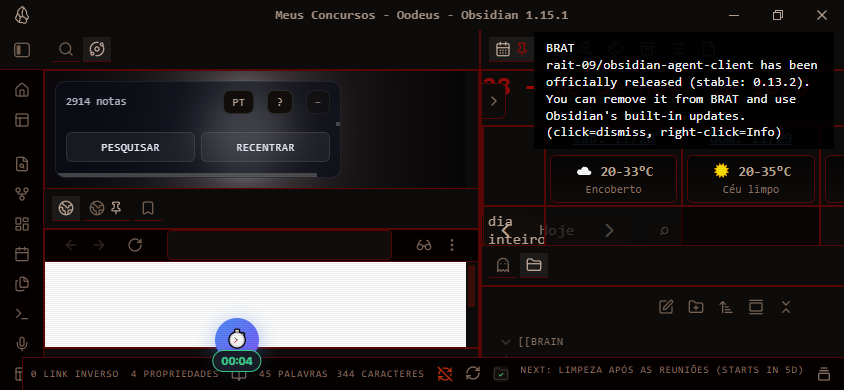 Meus Concursos - Oodeus - Obsidian 1.15.1
BRAT
rait-09/obsidian-agent-client has been
officially released (stable: 0.13.2).
You can remove it from BRAT and use
Obsidian's built-in updates.
(click=dismiss, right-click=Info)
2914 notas
PT
?
−
PESQUISAR
RECENTRAR
20-33°C
Encoberto
20-35°C
Céu limpo
dia
inteiro
Hoje
[[BRAIN
00:04
0 LINK INVERSO
4 PROPRIEDADES
45 PALAVRAS
344 CARACTERES
NEXT: LIMPEZA APÓS AS REUNIÕES (STARTS IN 5D)